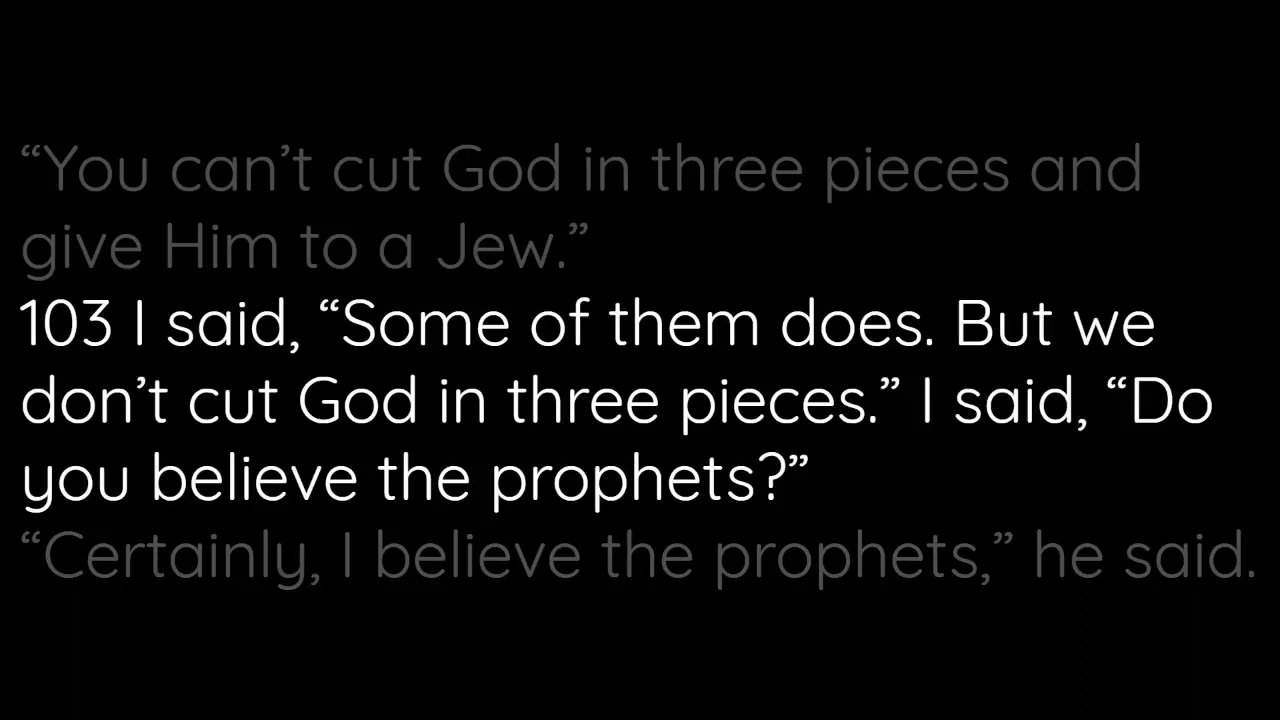 “You can’t cut God in three pieces and
give Him to a Jew.”
103 I said, “Some of them does. But we
don’t cut God in three pieces.” I said, “Do
you believe the prophets?”
“Certainly, I believe the prophets,” he said.